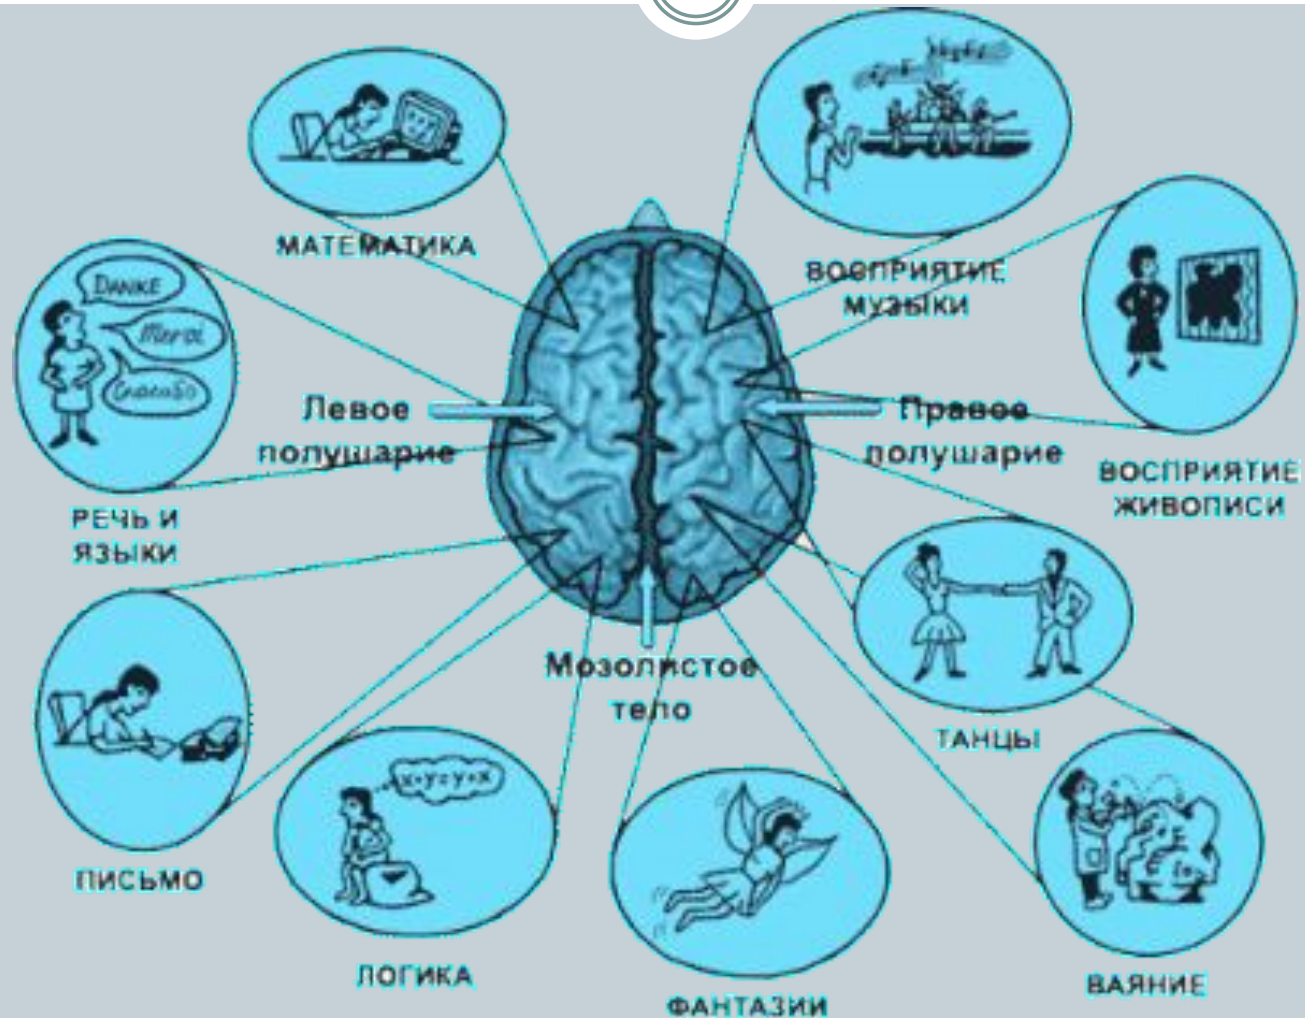 МАТЕМАТИКА
ВОСПРИЯТИЕ
МУЗЫКИ
DANKE
Merci
Спасибо
РЕЧЬ И
ЯЗЫКИ
Левое
полушарие
Правое
полушарие
ВОСПРИЯТИЕ
ЖИВОПИСИ
Мозолистое
тело
ТАНЦЫ
ПИСЬМО
x+y=y+x
ЛОГИКА
ФАНТАЗИИ
ВАЯНИЕ